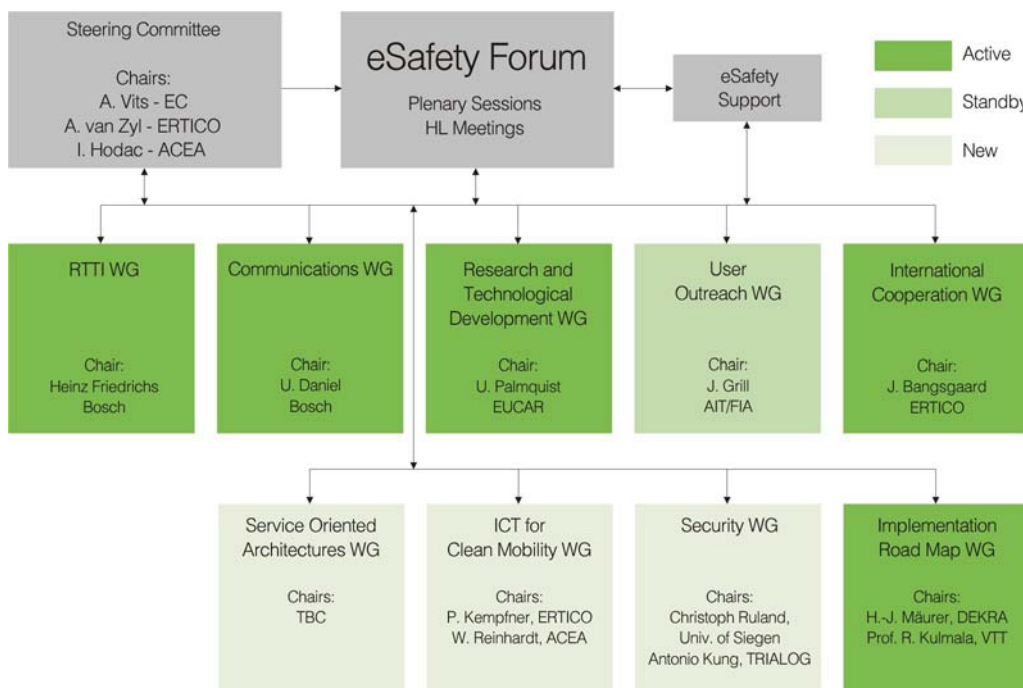 Steering Committee
Chairs:
A. Vits - EC
A. van Zyl - ERTICO
I. Hodac - ACEA
eSafety Forum
Plenary Sessions
HL Meetings
eSafety
Support
Active
Standby
New
RTTI WG
Chair:
Heinz Friedrichs
Bosch
Communications WG
Chair:
U. Daniel
Bosch
Research and
Technological
Development WG
Chair:
U. Palmquist
EUCAR
User
Outreach WG
Chair:
J. Grill
AIT/FIA
International
Cooperation WG
Chair:
J. Bangsgaard
ERTICO
Service Oriented
Architectures WG
Chairs:
TBC
ICT for
Clean Mobility WG
Chairs:
P. Kempfner, ERTICO
W. Reinhardt, ACEA
Security WG
Chairs:
Christoph Ruland,
Univ. of Siegen
Antonio Kung, TRIALOG
Implementation
Road Map WG
Chairs:
H.-J. Mäurer, DEKRA
Prof. R. Kulmala, VTT